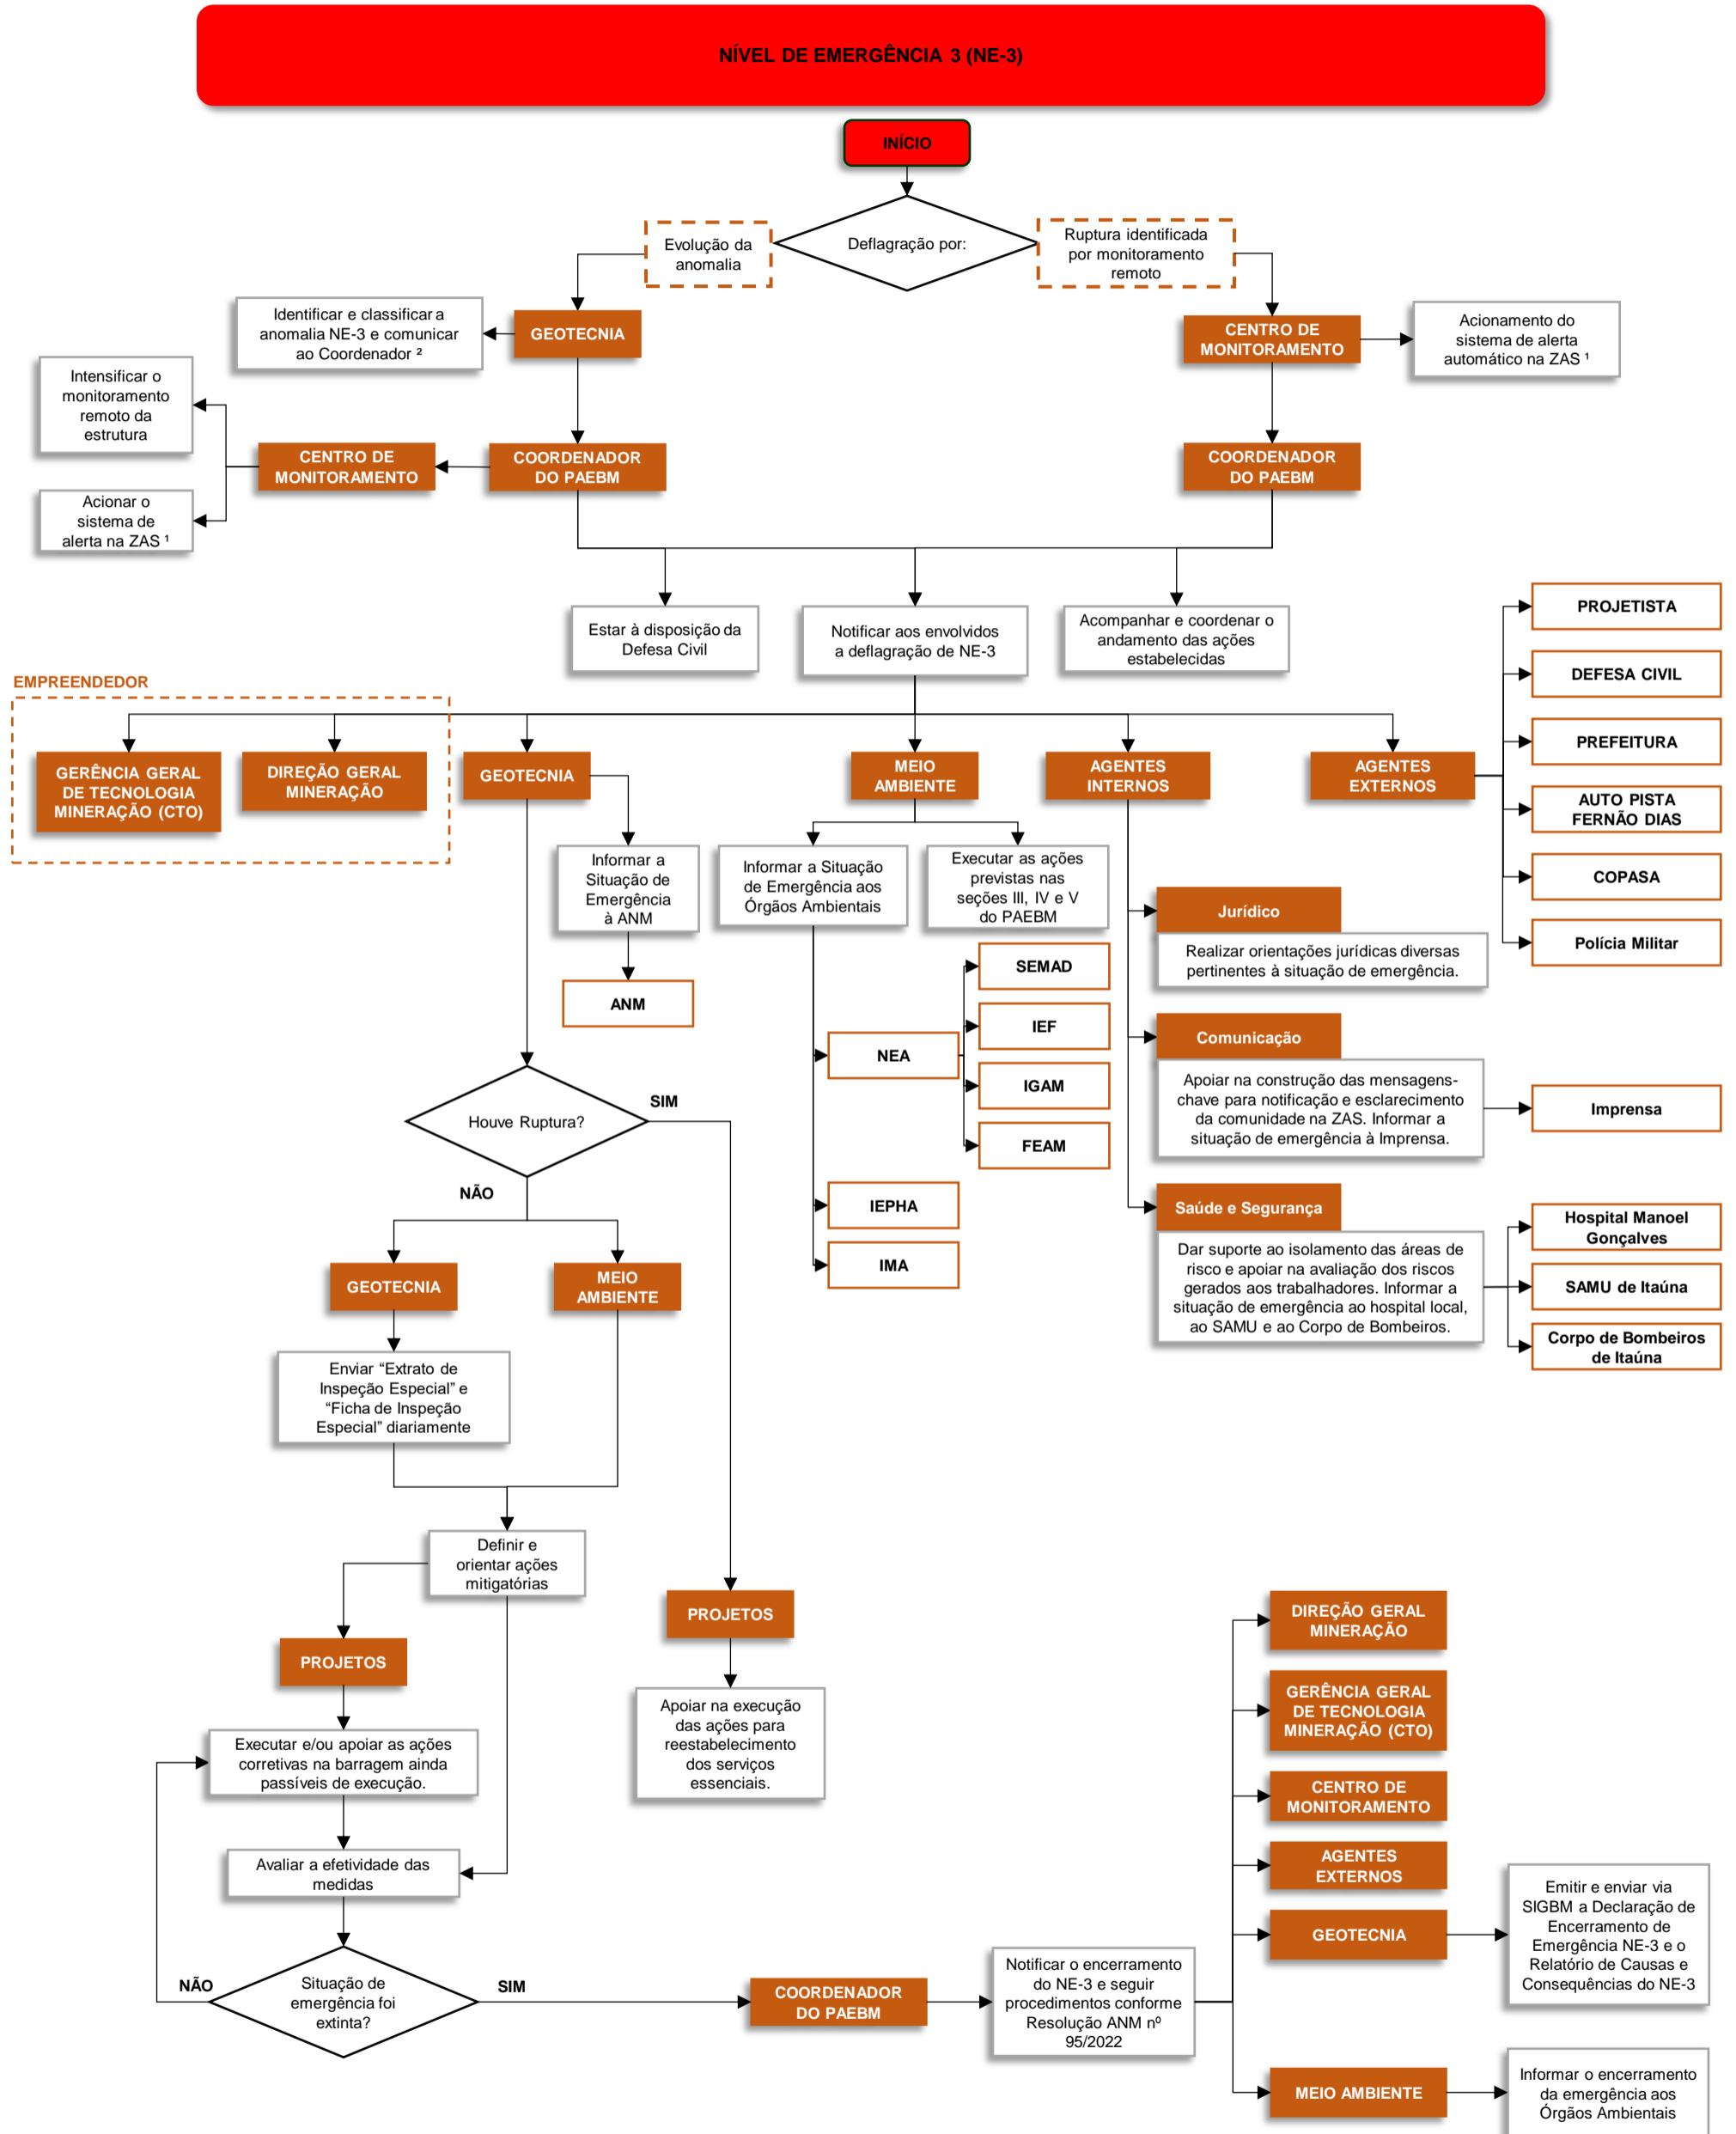 NÍVEL DE EMERGÊNCIA 3 (NE-3)
INÍCIO
Deflagração por:
Evolução da
anomalia
Ruptura identificada
por monitoramento
remoto
Identificar e classificar a
anomalia NE-3 e comunicar
ao Coordenador ²
GEOTECNIA
CENTRO DE
MONITORAMENTO
Acionamento do
sistema de alerta
automático na ZAS ¹
Intensificar o
monitoramento
remoto da
estrutura
CENTRO DE
MONITORAMENTO
COORDENADOR
DO PAEBM
COORDENADOR
DO PAEBM
Acionar o
sistema de
alerta na ZAS ¹
Estar à disposição da
Defesa Civil
Notificar aos envolvidos
a deflagração de NE-3
Acompanhar e coordenar o
andamento das ações
estabelecidas
EMPREENDEDOR
GERÊNCIA GERAL
DE TECNOLOGIA
MINERAÇÃO (CTO)
DIREÇÃO GERAL
MINERAÇÃO
GEOTECNIA
MEIO
AMBIENTE
AGENTES
INTERNOS
AGENTES
EXTERNOS
PROJETISTA
DEFESA CIVIL
PREFEITURA
AUTO PISTA
FERNÃO DIAS
COPASA
Polícia Militar
Informar a
Situação de
Emergência
à ANM
ANM
Informar a Situação
de Emergência aos
Órgãos Ambientais
Executar as ações
previstas nas
seções III, IV e V
do PAEBM
NEA
SEMAD
IEF
IGAM
FEAM
IEPHA
IMA
Jurídico
Realizar orientações jurídicas diversas
pertinentes à situação de emergência.
Comunicação
Apoiar na construção das mensagens-
chave para notificação e esclarecimento
da comunidade na ZAS. Informar a
situação de emergência à Imprensa.
Imprensa
Saúde e Segurança
Dar suporte ao isolamento das áreas de
risco e apoiar na avaliação dos riscos
gerados aos trabalhadores. Informar a
situação de emergência ao hospital local,
ao SAMU e ao Corpo de Bombeiros.
Hospital Manoel
Gonçalves
SAMU de Itaúna
Corpo de Bombeiros
de Itaúna
Houve Ruptura?
SIM
NÃO
GEOTECNIA
MEIO
AMBIENTE
Enviar “Extrato de
Inspeção Especial” e
“Ficha de Inspeção
Especial” diariamente
Definir e
orientar ações
mitigatórias
PROJETOS
PROJETOS
Apoiar na execução
das ações para
reestabelecimento
dos serviços
essenciais.
Executar e/ou apoiar as ações
corretivas na barragem ainda
passíveis de execução.
Avaliar a efetividade das
medidas
Situação de
emergência foi
extinta?
NÃO
SIM
COORDENADOR
DO PAEBM
Notificar o encerramento
do NE-3 e seguir
procedimentos conforme
Resolução ANM nº
95/2022
DIREÇÃO GERAL
MINERAÇÃO
GERÊNCIA GERAL
DE TECNOLOGIA
MINERAÇÃO (CTO)
CENTRO DE
MONITORAMENTO
AGENTES
EXTERNOS
GEOTECNIA
Emitir e enviar via
SIGBM a Declaração de
Encerramento de
Emergência NE-3 e o
Relatório de Causas e
Consequências do NE-3
MEIO AMBIENTE
Informar o encerramento
da emergência aos
Órgãos Ambientais